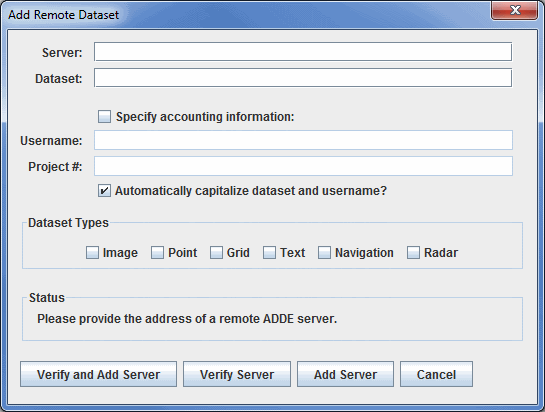 Add Remote Dataset
Server:
Dataset:
Specify accounting information:
Username:
Project #:
Automatically capitalize dataset and username?
Dataset Types
Image Point Grid Text Navigation Radar
Status
Please provide the address of a remote ADDE server.
Verify and Add Server Verify Server Add Server Cancel